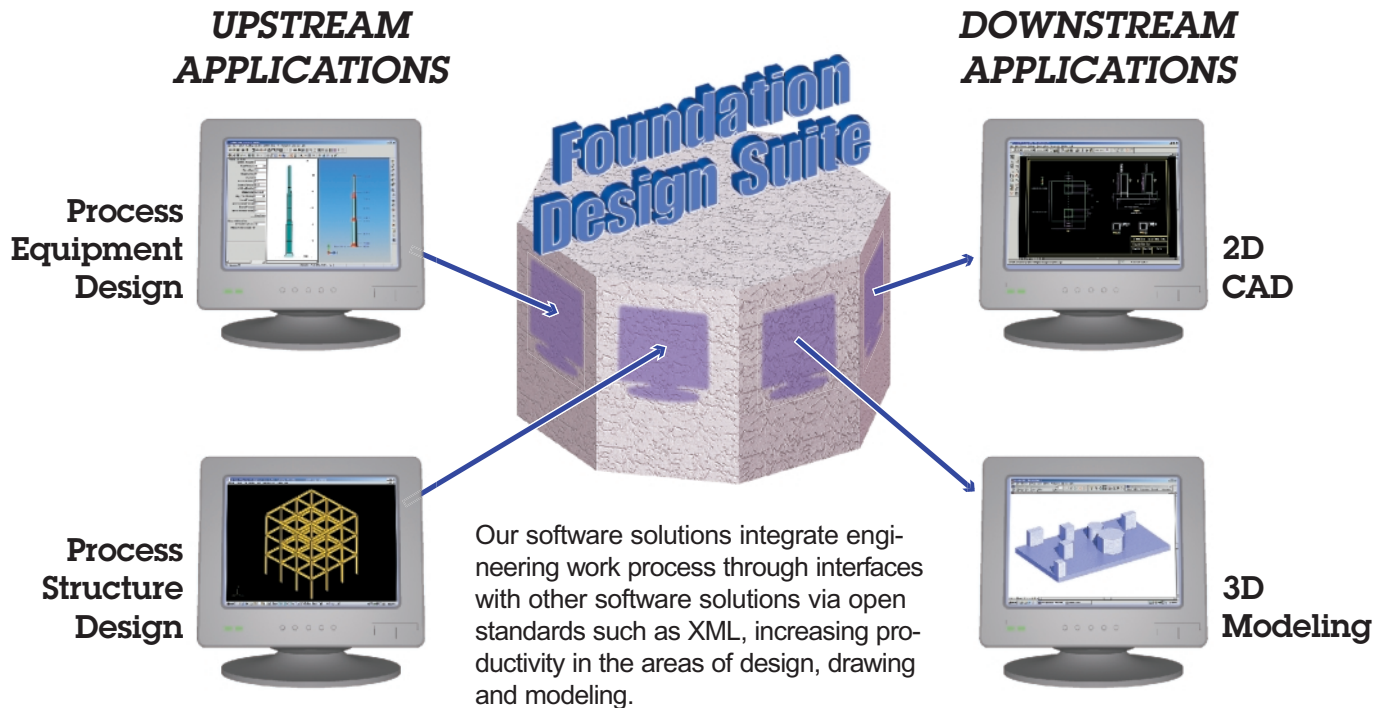 UPSTREAM
APPLICATIONS
DOWNSTREAM
APPLICATIONS
Foundation
Design Suite
Process
Equipment
Design
2D
CAD
Process
Structure
Design
Our software solutions integrate engi-
neering work process through interfaces
with other software solutions via open
standards such as XML, increasing pro-
ductivity in the areas of design, drawing
and modeling.
3D
Modeling